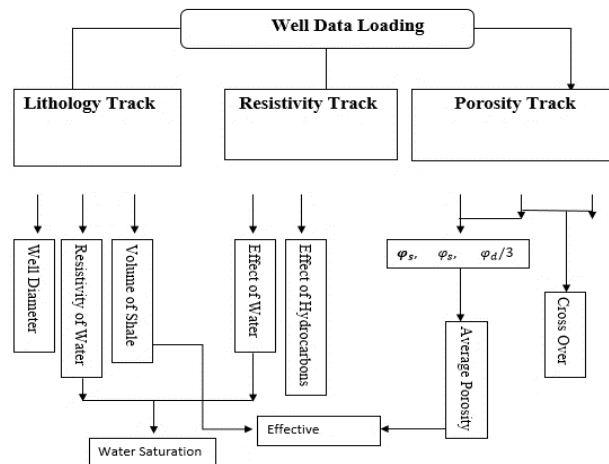 Well Data Loading
Lithology Track
Resistivity Track
Porosity Track
Well Diameter
Resistivity of Water
Volume of Shale
Effect of Water
Effect of Hydrocarbons
φₛ, φₛ, φ_d/3
Average Porosity
Cross Over
Effective
Water Saturation